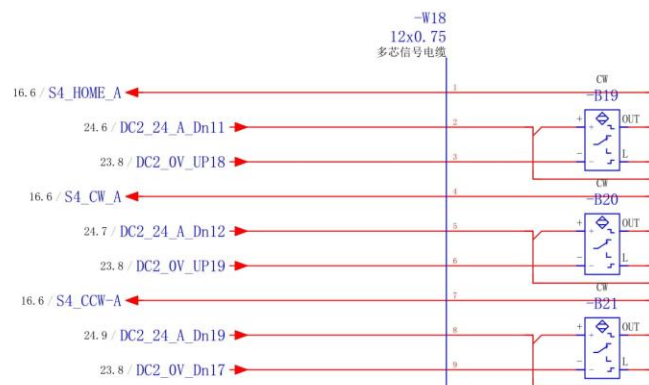 -W18
12x0.75
多芯信号电缆
CW
16.6 / S4_HOME_A 1 -B19
24.6 / DC2_24_A_Dn11 2 + + OUT
23.8 / DC2_0V_UP18 3 - - L
CW
16.6 / S4_CW_A 4 -B20
24.7 / DC2_24_A_Dn12 5 + + OUT
23.8 / DC2_0V_UP19 6 - - L
CW
16.6 / S4_CCW-A 7 -B21
24.9 / DC2_24_A_Dn19 8 + + OUT
23.8 / DC2_0V_Dn17 9 - - L